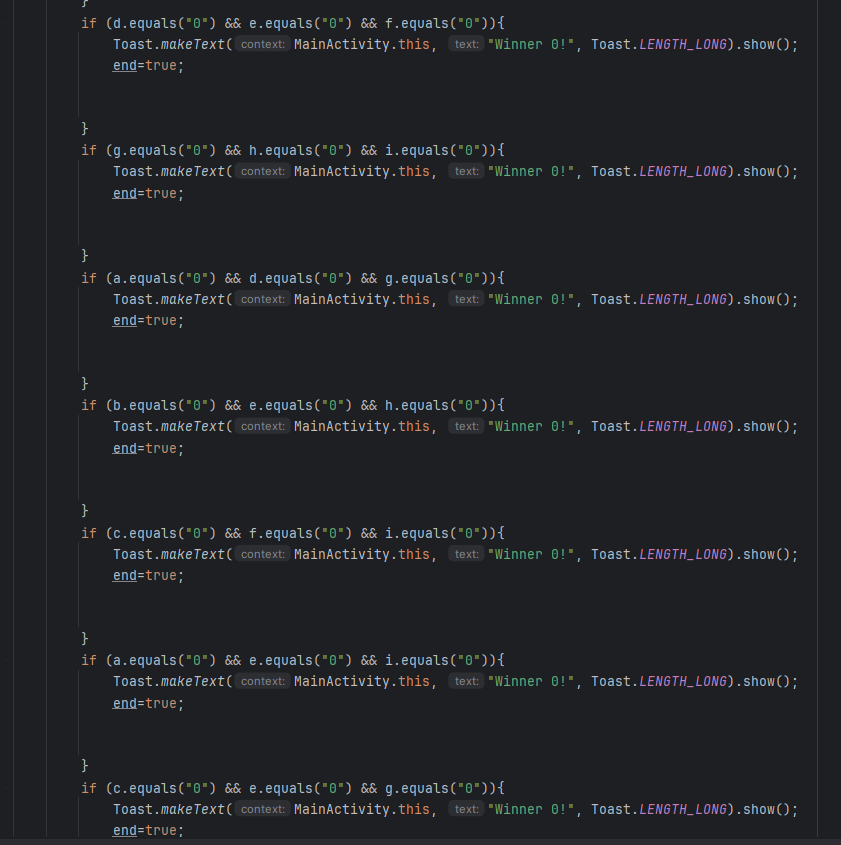 }
if (d.equals("0") && e.equals("0") && f.equals("0")){
Toast.makeText( context: MainActivity.this, text: "Winner 0!", Toast.LENGTH_LONG).show();
end=true;
}
if (g.equals("0") && h.equals("0") && i.equals("0")){
Toast.makeText( context: MainActivity.this, text: "Winner 0!", Toast.LENGTH_LONG).show();
end=true;
}
if (a.equals("0") && d.equals("0") && g.equals("0")){
Toast.makeText( context: MainActivity.this, text: "Winner 0!", Toast.LENGTH_LONG).show();
end=true;
}
if (b.equals("0") && e.equals("0") && h.equals("0")){
Toast.makeText( context: MainActivity.this, text: "Winner 0!", Toast.LENGTH_LONG).show();
end=true;
}
if (c.equals("0") && f.equals("0") && i.equals("0")){
Toast.makeText( context: MainActivity.this, text: "Winner 0!", Toast.LENGTH_LONG).show();
end=true;
}
if (a.equals("0") && e.equals("0") && i.equals("0")){
Toast.makeText( context: MainActivity.this, text: "Winner 0!", Toast.LENGTH_LONG).show();
end=true;
}
if (c.equals("0") && e.equals("0") && g.equals("0")){
Toast.makeText( context: MainActivity.this, text: "Winner 0!", Toast.LENGTH_LONG).show();
end=true;